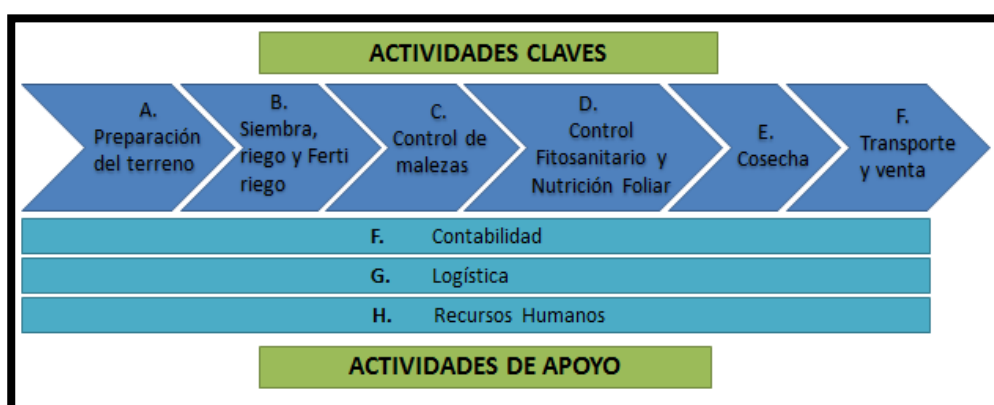 ACTIVIDADES CLAVES
A.
Preparación
del terreno
B.
Siembra,
riego y Ferti
riego
C.
Control de
malezas
D.
Control
Fitosanitario y
Nutrición Foliar
E.
Cosecha
F.
Transporte
y venta
F. Contabilidad
G. Logística
H. Recursos Humanos
ACTIVIDADES DE APOYO